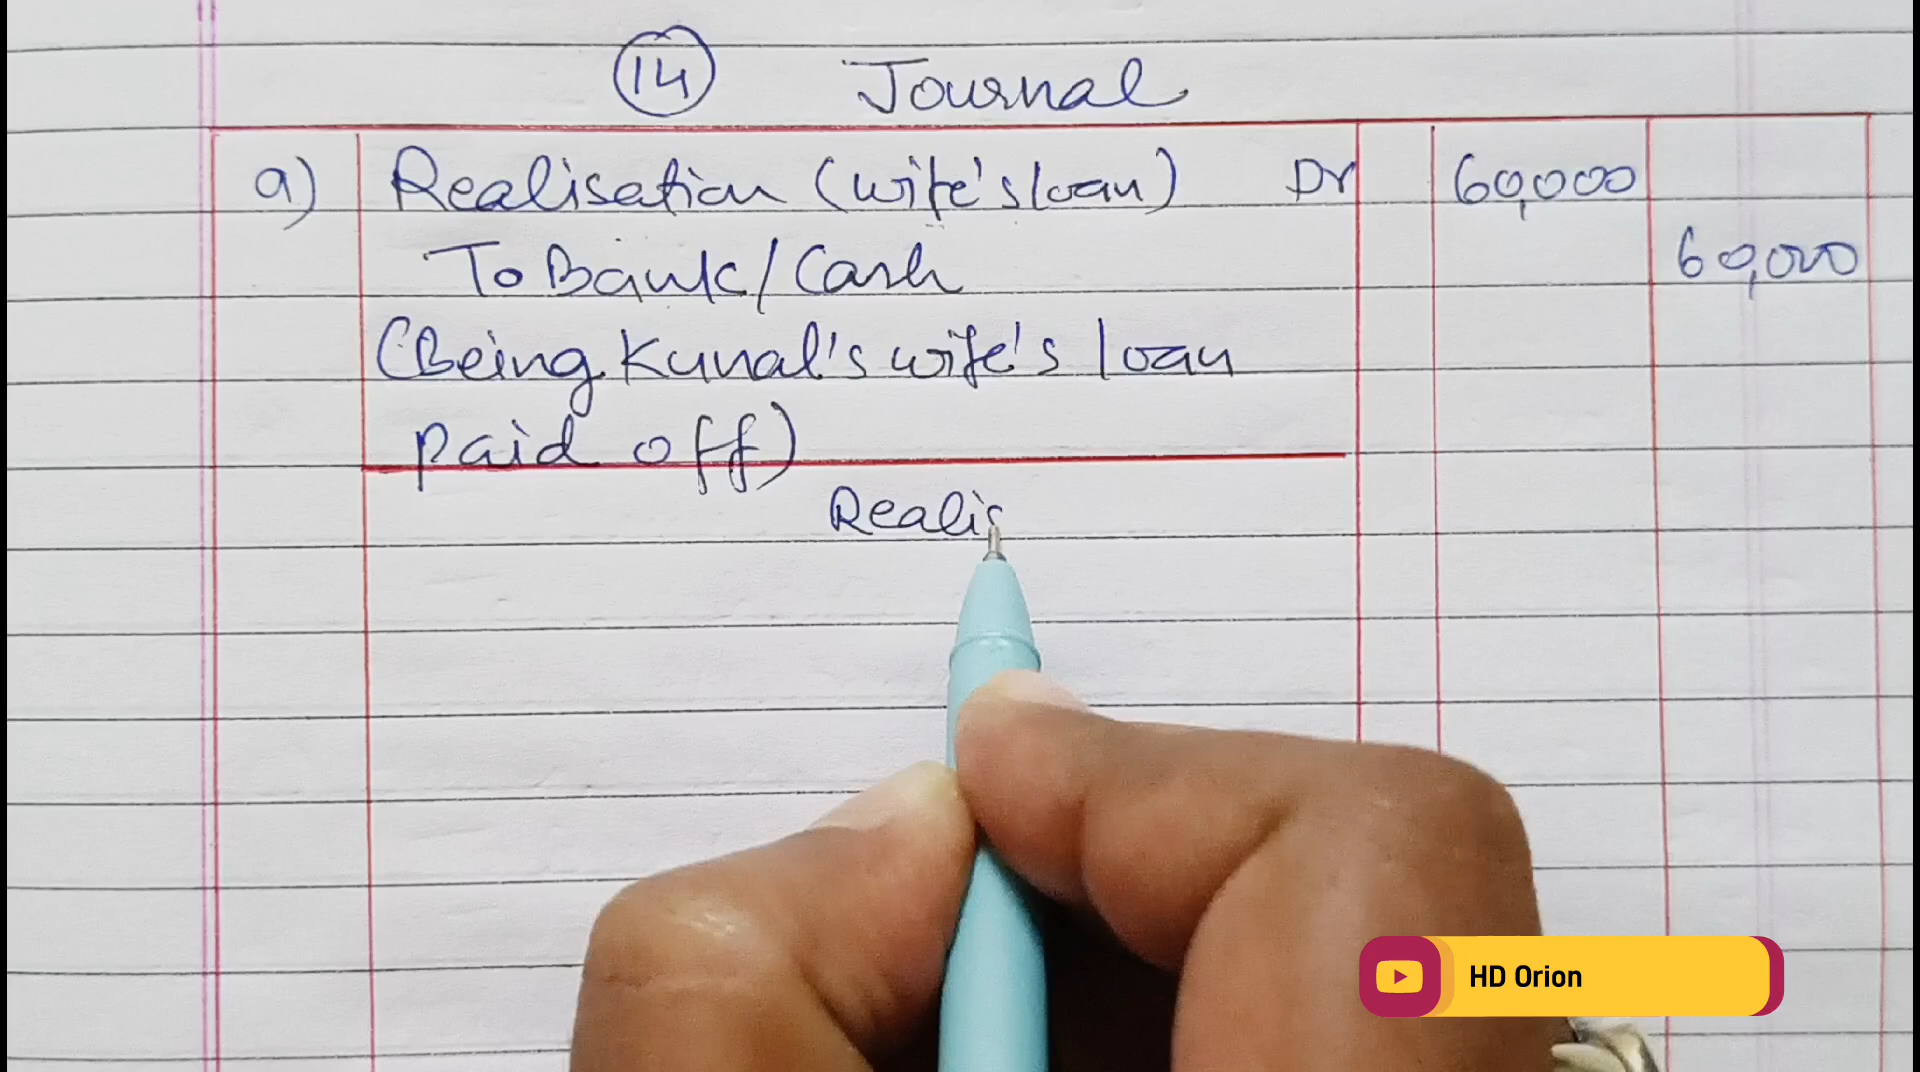 14 Journal
a) Realisation (wife's loan) Dr 60,000
To Bank/Cash 60,000
(Being Kunal's wife's loan
paid off)
Realis
HD Orion